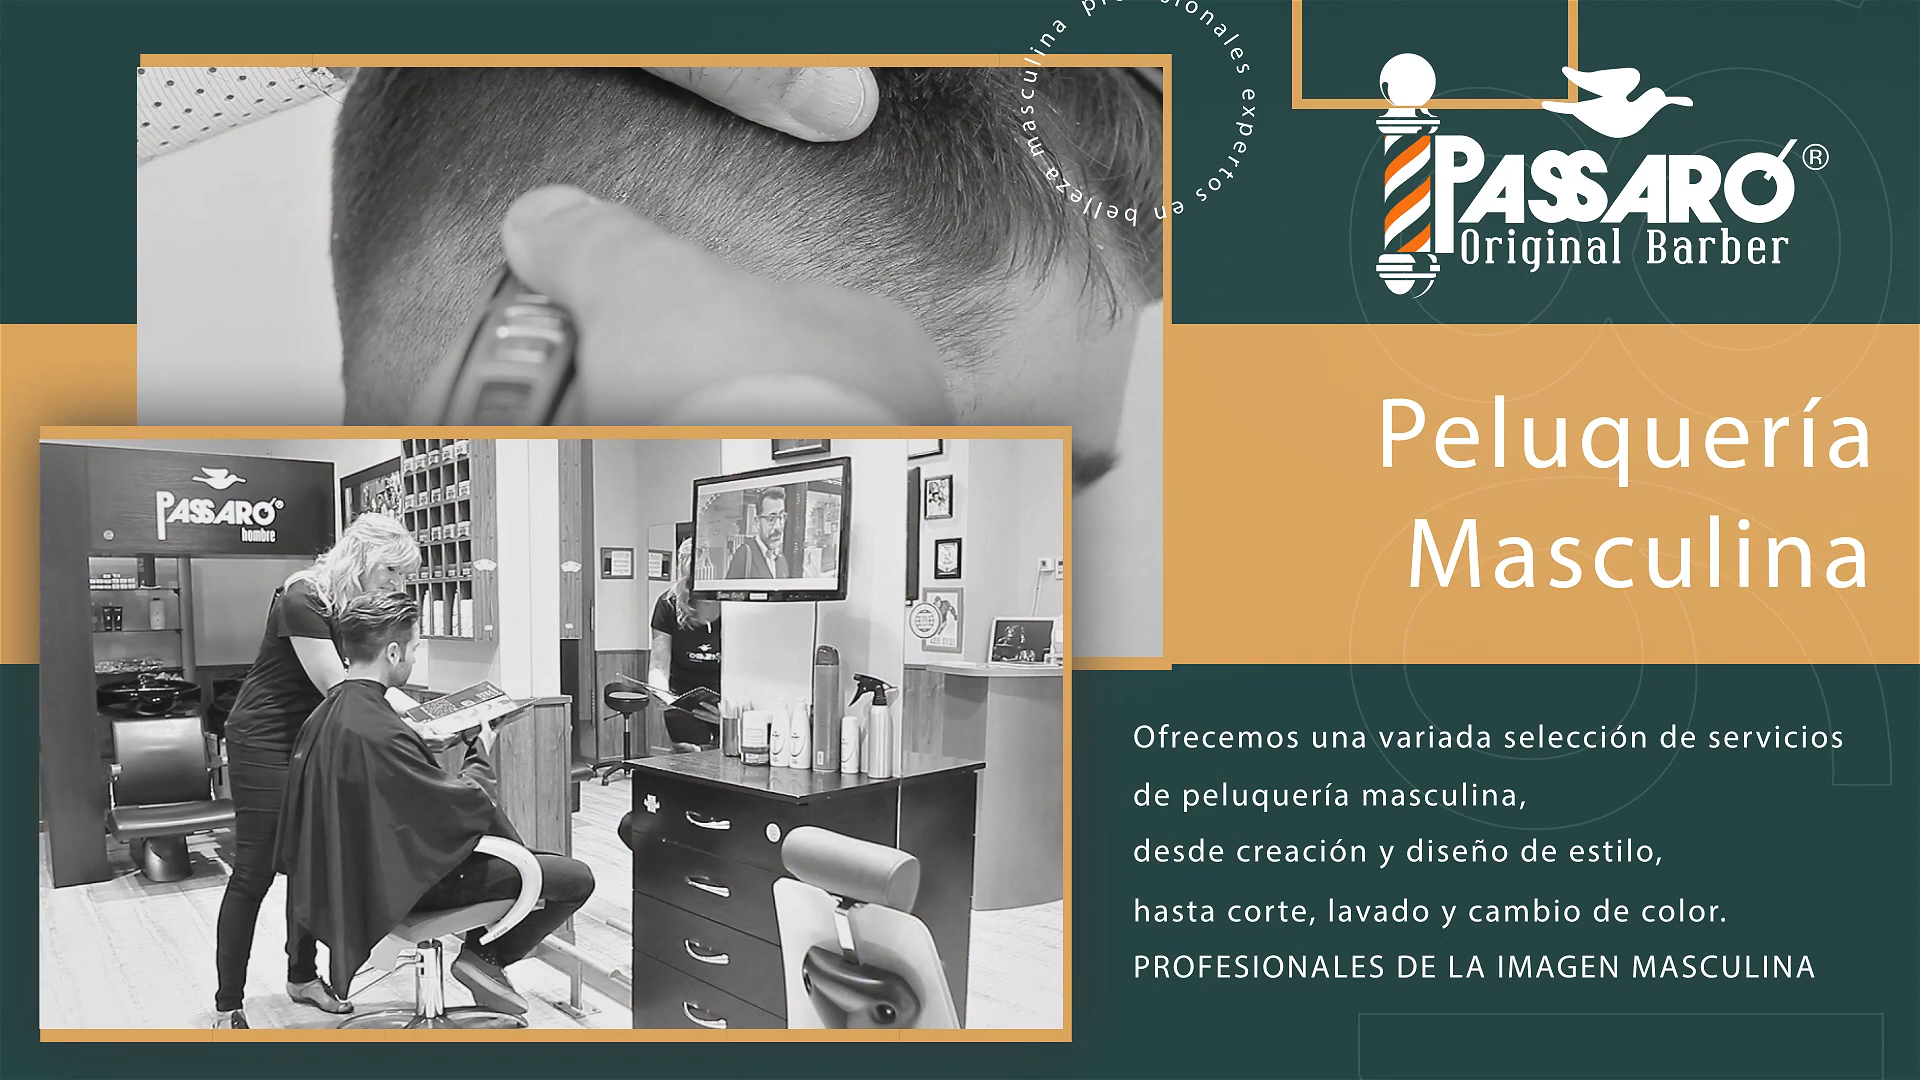 profesionales expertos en belleza masculina
PASSARÓ®
Original Barber
Peluquería
Masculina
PASSARÓ®
hombre
Ofrecemos una variada selección de servicios
de peluquería masculina,
desde creación y diseño de estilo,
hasta corte, lavado y cambio de color.
PROFESIONALES DE LA IMAGEN MASCULINA